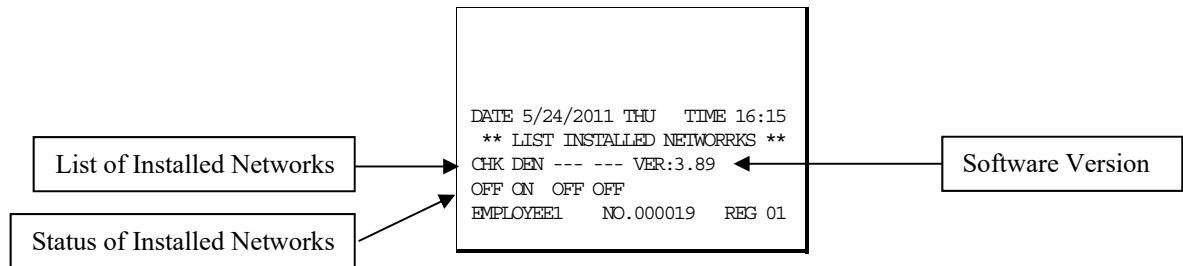 DATE 5/24/2011 THU TIME 16:15
** LIST INSTALLED NETWORRKS **
List of Installed Networks
CHK DEN --- --- VER:3.89
Software Version
OFF ON OFF OFF
EMPLOYEE1 NO.000019 REG 01
Status of Installed Networks